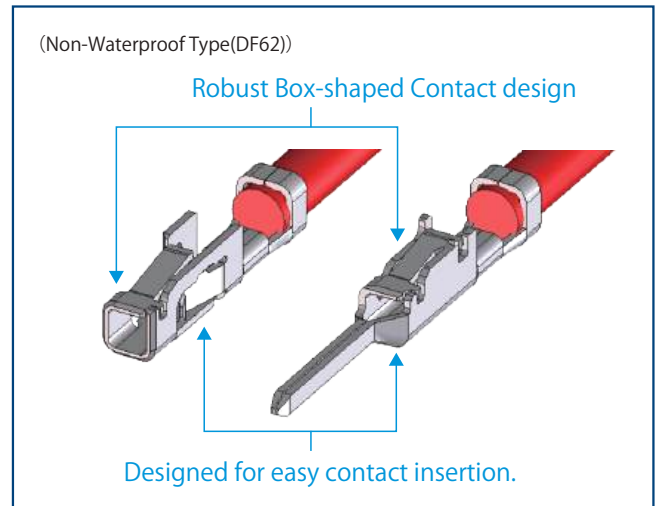 （Non-Waterproof Type(DF62)）
Robust Box-shaped Contact design
Designed for easy contact insertion.